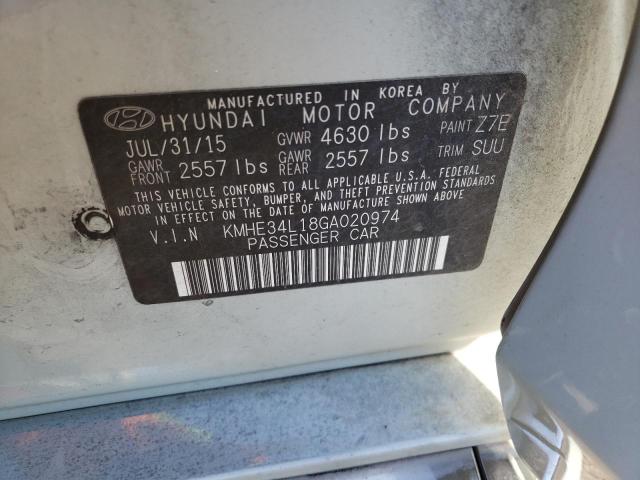 MANUFACTURED IN KOREA BY
HYUNDAI MOTOR COMPANY
JUL/31/15 GVWR 4630 lbs PAINT Z7E
GAWR FRONT 2557 lbs GAWR REAR 2557 lbs TRIM SUU
THIS VEHICLE CONFORMS TO ALL APPLICABLE U.S.A. FEDERAL
MOTOR VEHICLE SAFETY, BUMPER, AND THEFT PREVENTION STANDARDS
IN EFFECT ON THE DATE OF MANUFACTURE SHOWN ABOVE
V.I.N KMHE34L18GA020974
PASSENGER CAR